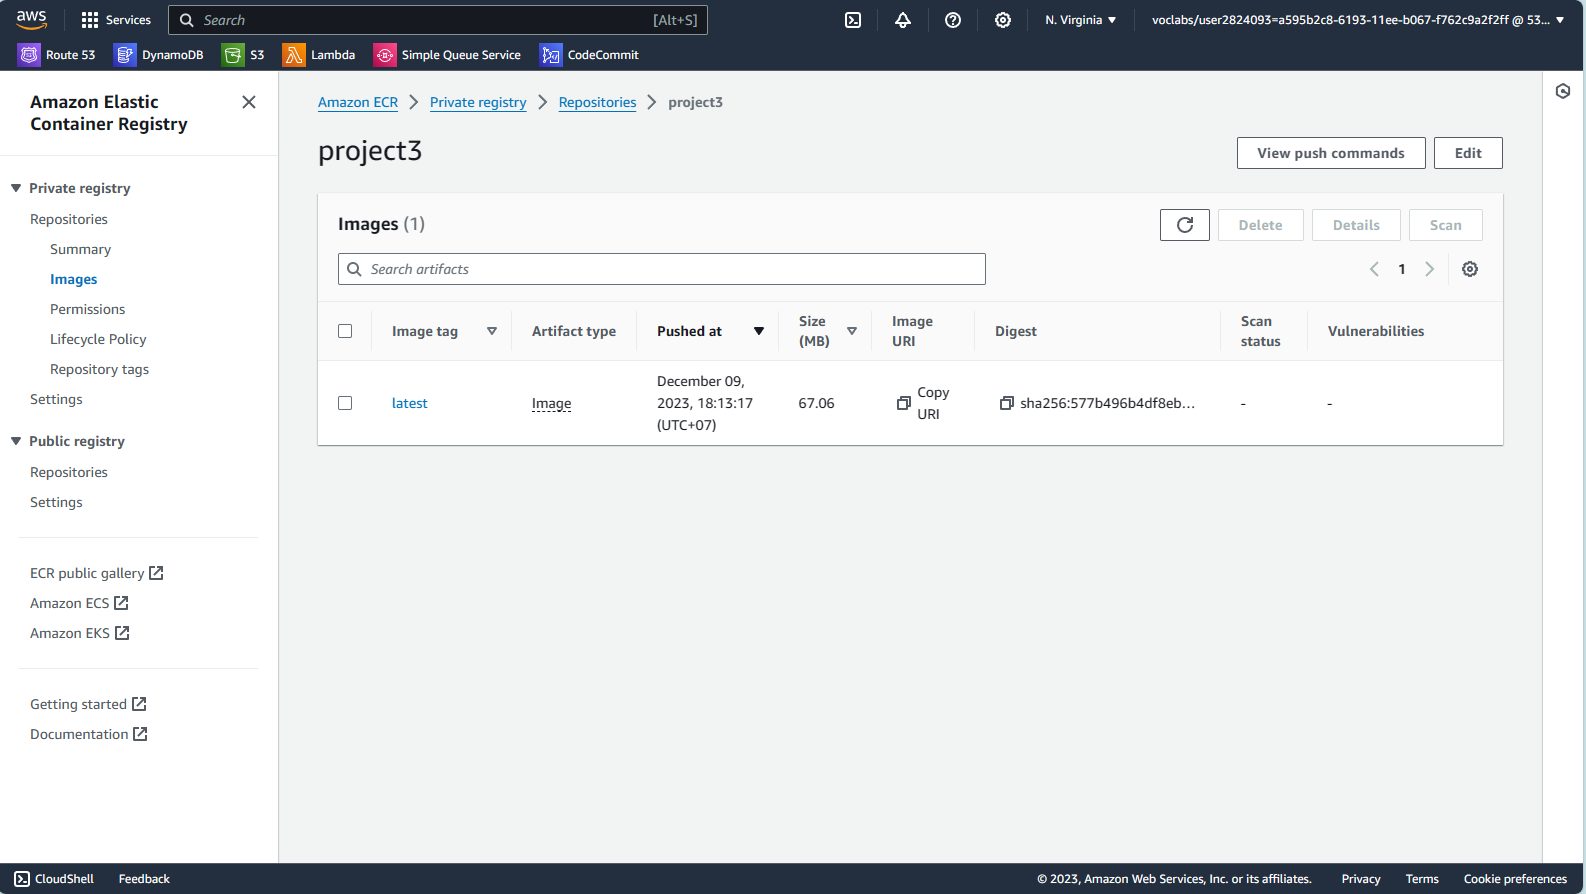 aws
Services
Search
[Alt+S]
N. Virginia
voclabs/user2824093=a595b2c8-6193-11ee-b067-f762c9a2f2ff @ 53...
Route 53
DynamoDB
S3
Lambda
Simple Queue Service
CodeCommit
Amazon Elastic
Container Registry
Private registry
Repositories
Summary
Images
Permissions
Lifecycle Policy
Repository tags
Settings
Public registry
Repositories
Settings
ECR public gallery
Amazon ECS
Amazon EKS
Getting started
Documentation
Amazon ECR
Private registry
Repositories
project3
project3
View push commands
Edit
Images (1)
Delete
Details
Scan
Search artifacts
1
Image tag
Artifact type
Pushed at
Size
(MB)
Image
URI
Digest
Scan
status
Vulnerabilities
latest
Image
December 09,
2023, 18:13:17
(UTC+07)
67.06
Copy
URI
sha256:577b496b4df8eb...
-
-
CloudShell
Feedback
© 2023, Amazon Web Services, Inc. or its affiliates.
Privacy
Terms
Cookie preferences